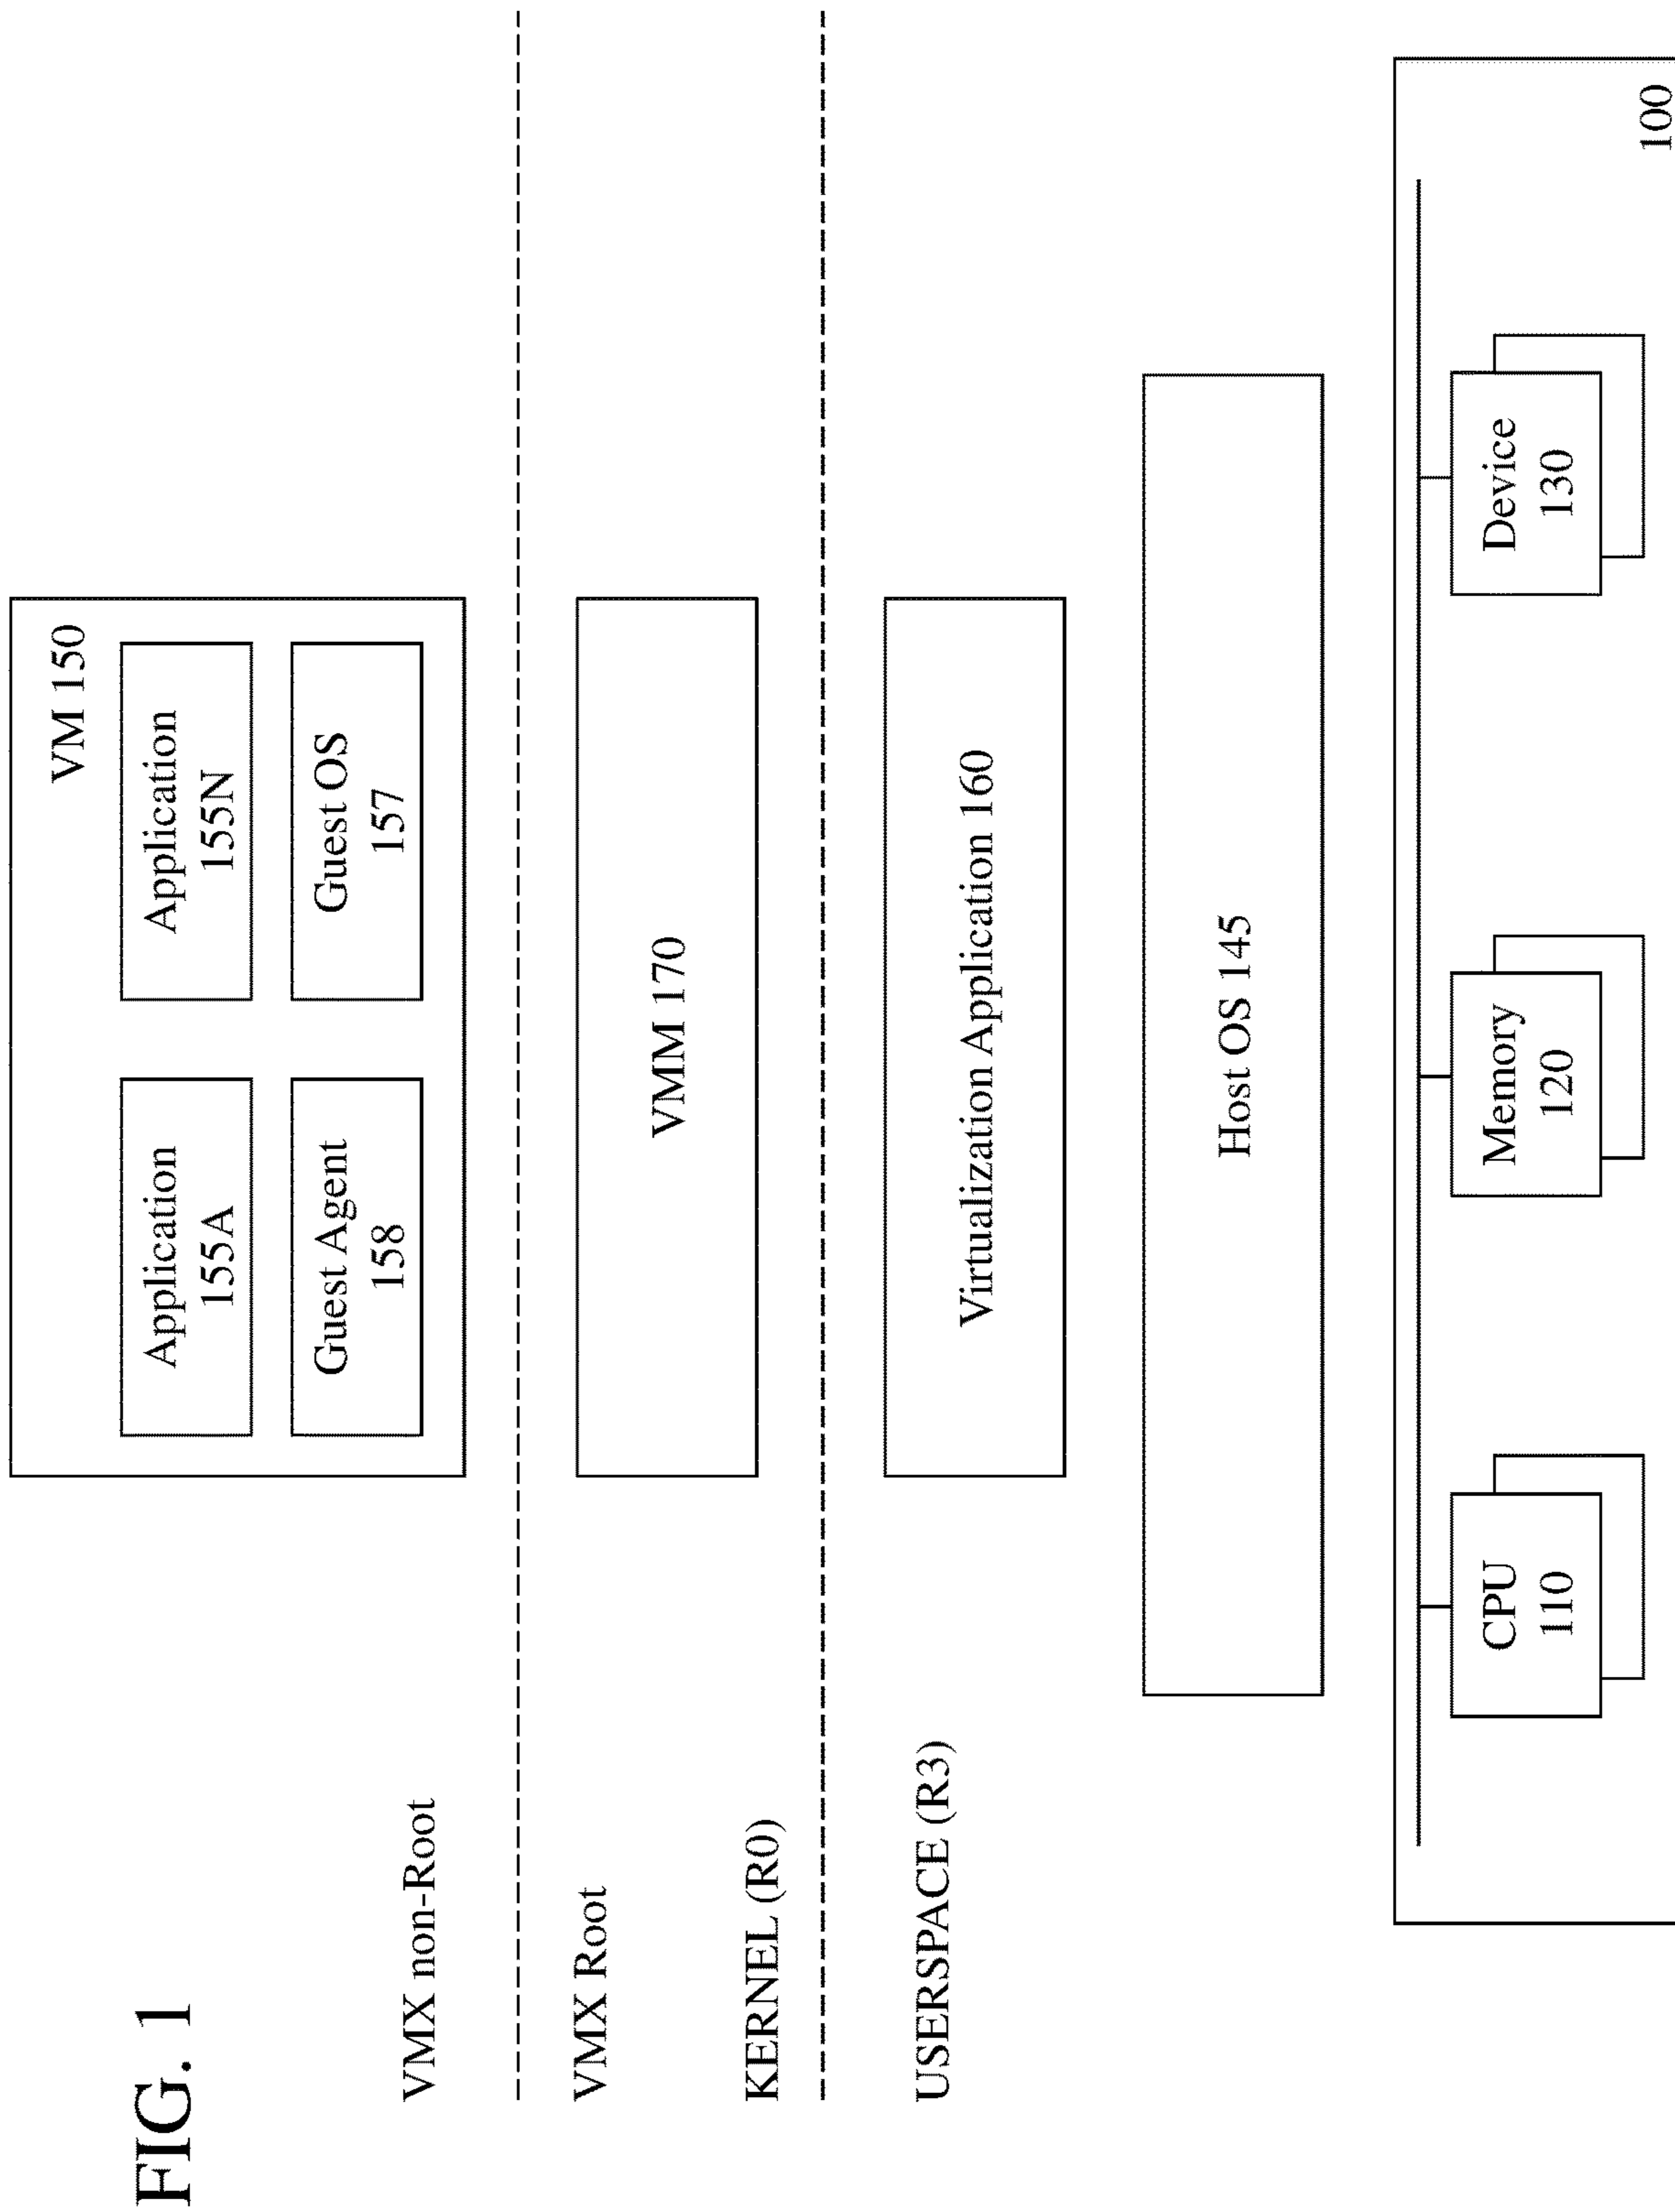 FIG. 1
VM 150
Application
155A
Application
155N
Guest Agent
158
Guest OS
157
VMX non-Root
VMX Root
VMM 170
KERNEL (R0)
USERSPACE (R3)
Virtualization Application 160
Host OS 145
CPU
110
Memory
120
Device
130
100